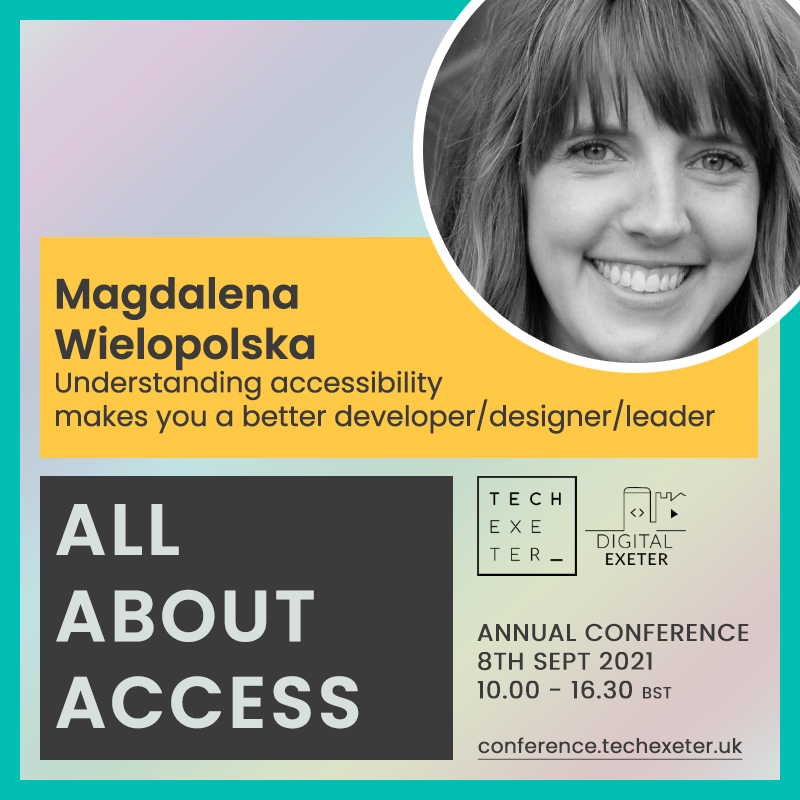 Magdalena
Wielopolska
Understanding accessibility
makes you a better developer/designer/leader
ALL
ABOUT
ACCESS
TECH
EXE
TER_
<>
DIGITAL
EXETER
ANNUAL CONFERENCE
8TH SEPT 2021
10.00 - 16.30 BST
conference.techexeter.uk